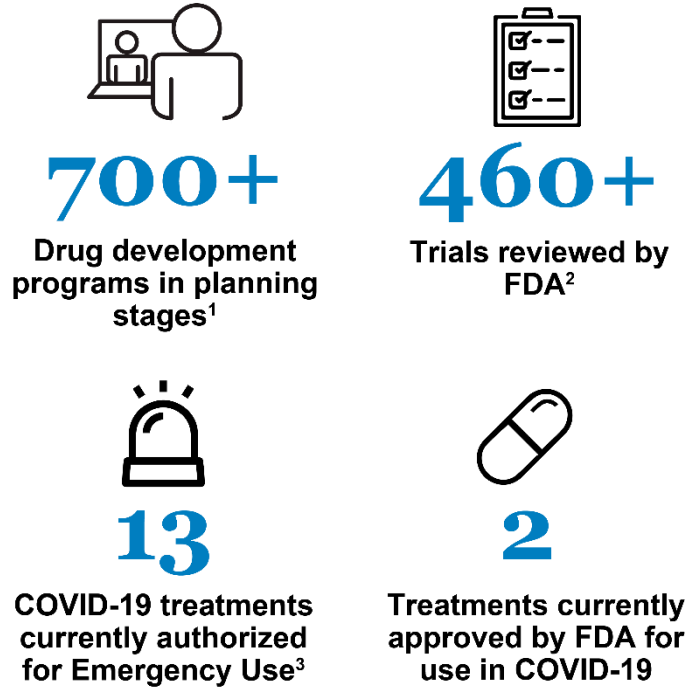 700+
Drug development
programs in planning
stages¹
460+
Trials reviewed by
FDA²
13
COVID-19 treatments
currently authorized
for Emergency Use³
2
Treatments currently
approved by FDA for
use in COVID-19